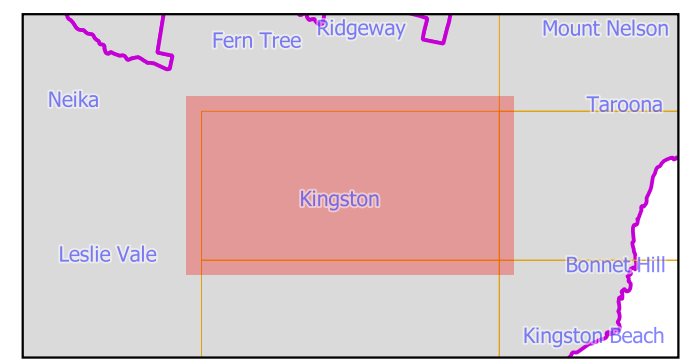 Ridgeway
Mount Nelson
Fern Tree
Neika
Taroona
Kingston
Leslie Vale
Bonnet Hill
Kingston Beach